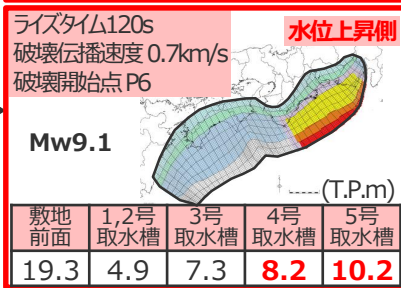 ライズタイム120s
破壊伝播速度 0.7km/s
破壊開始点 P6
水位上昇側
Mw9.1
(T.P.m)
敷地前面 1,2号取水槽 3号取水槽 4号取水槽 5号取水槽
19.3 4.9 7.3 8.2 10.2